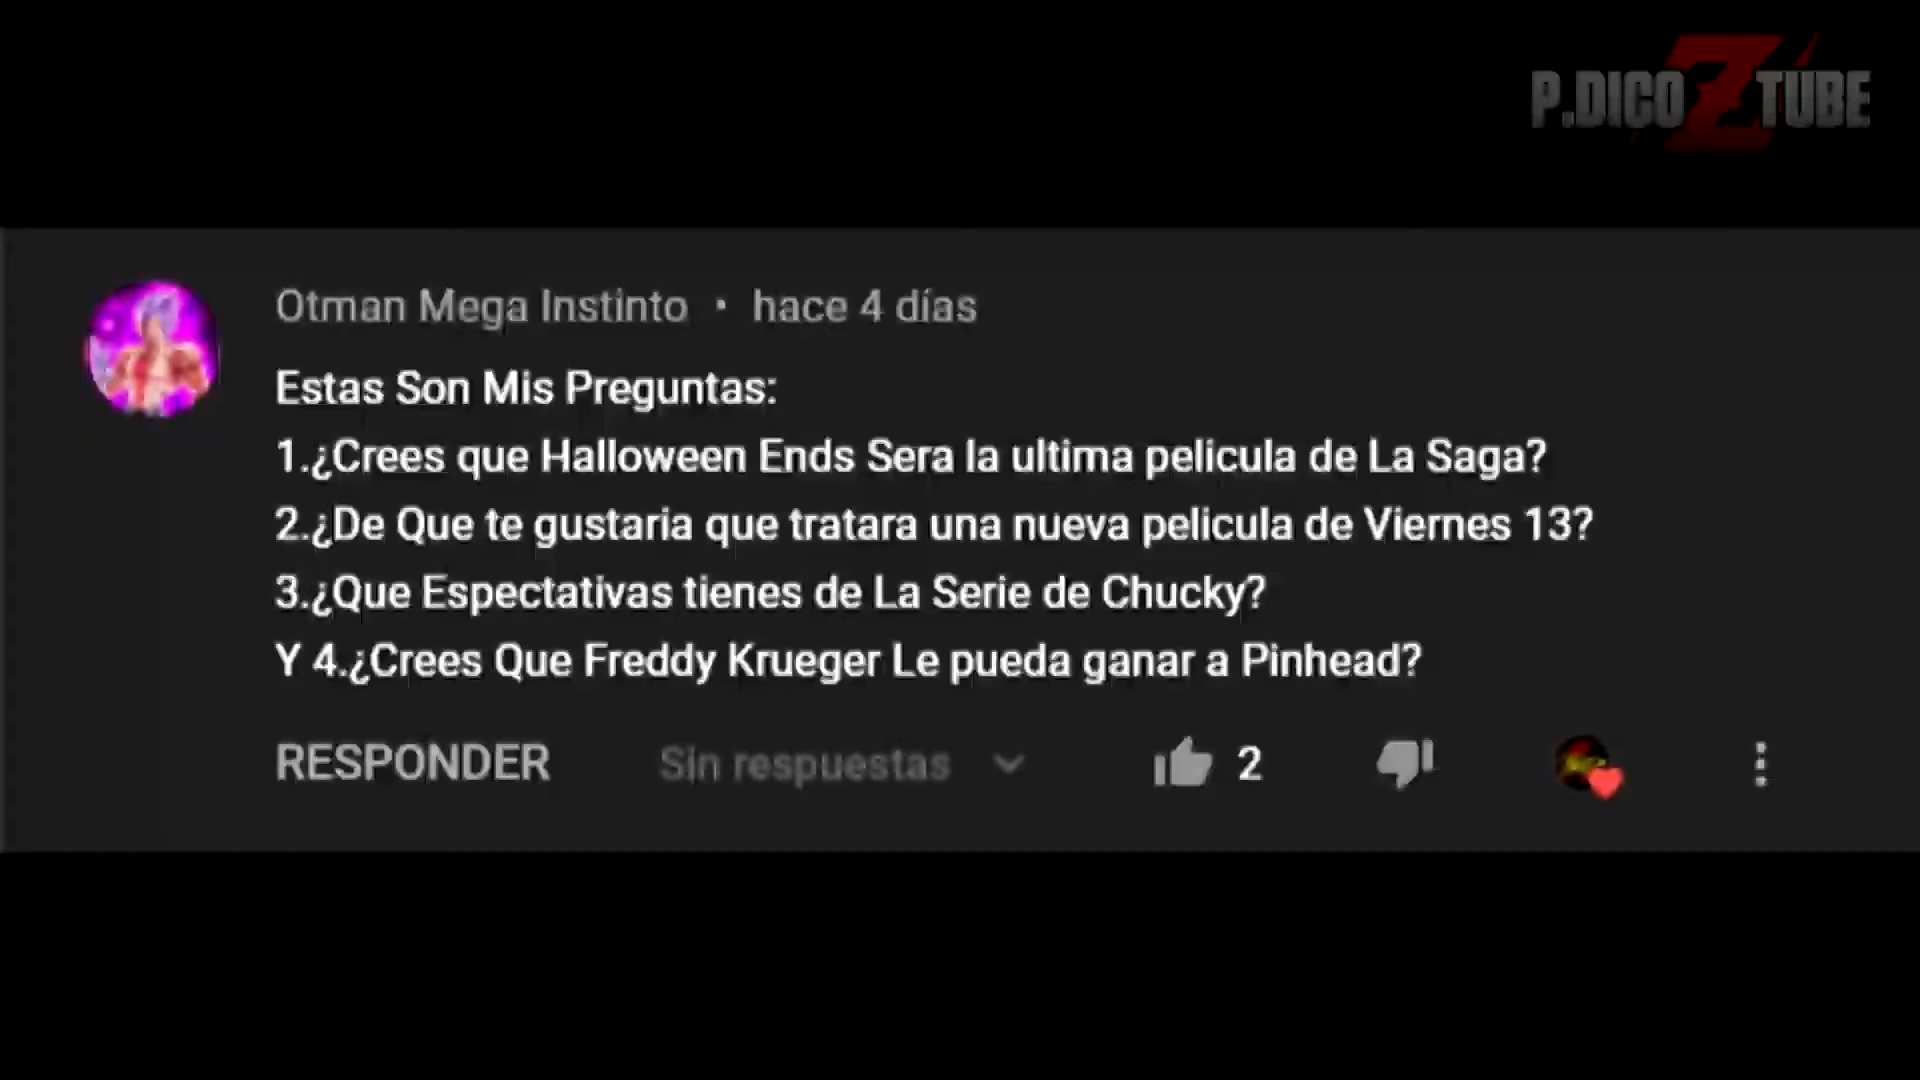 P.DICO Z TUBE
Otman Mega Instinto · hace 4 días
Estas Son Mis Preguntas:
1.¿Crees que Halloween Ends Sera la ultima pelicula de La Saga?
2.¿De Que te gustaria que tratara una nueva pelicula de Viernes 13?
3.¿Que Espectativas tienes de La Serie de Chucky?
Y 4.¿Crees Que Freddy Krueger Le pueda ganar a Pinhead?
RESPONDER Sin respuestas 2